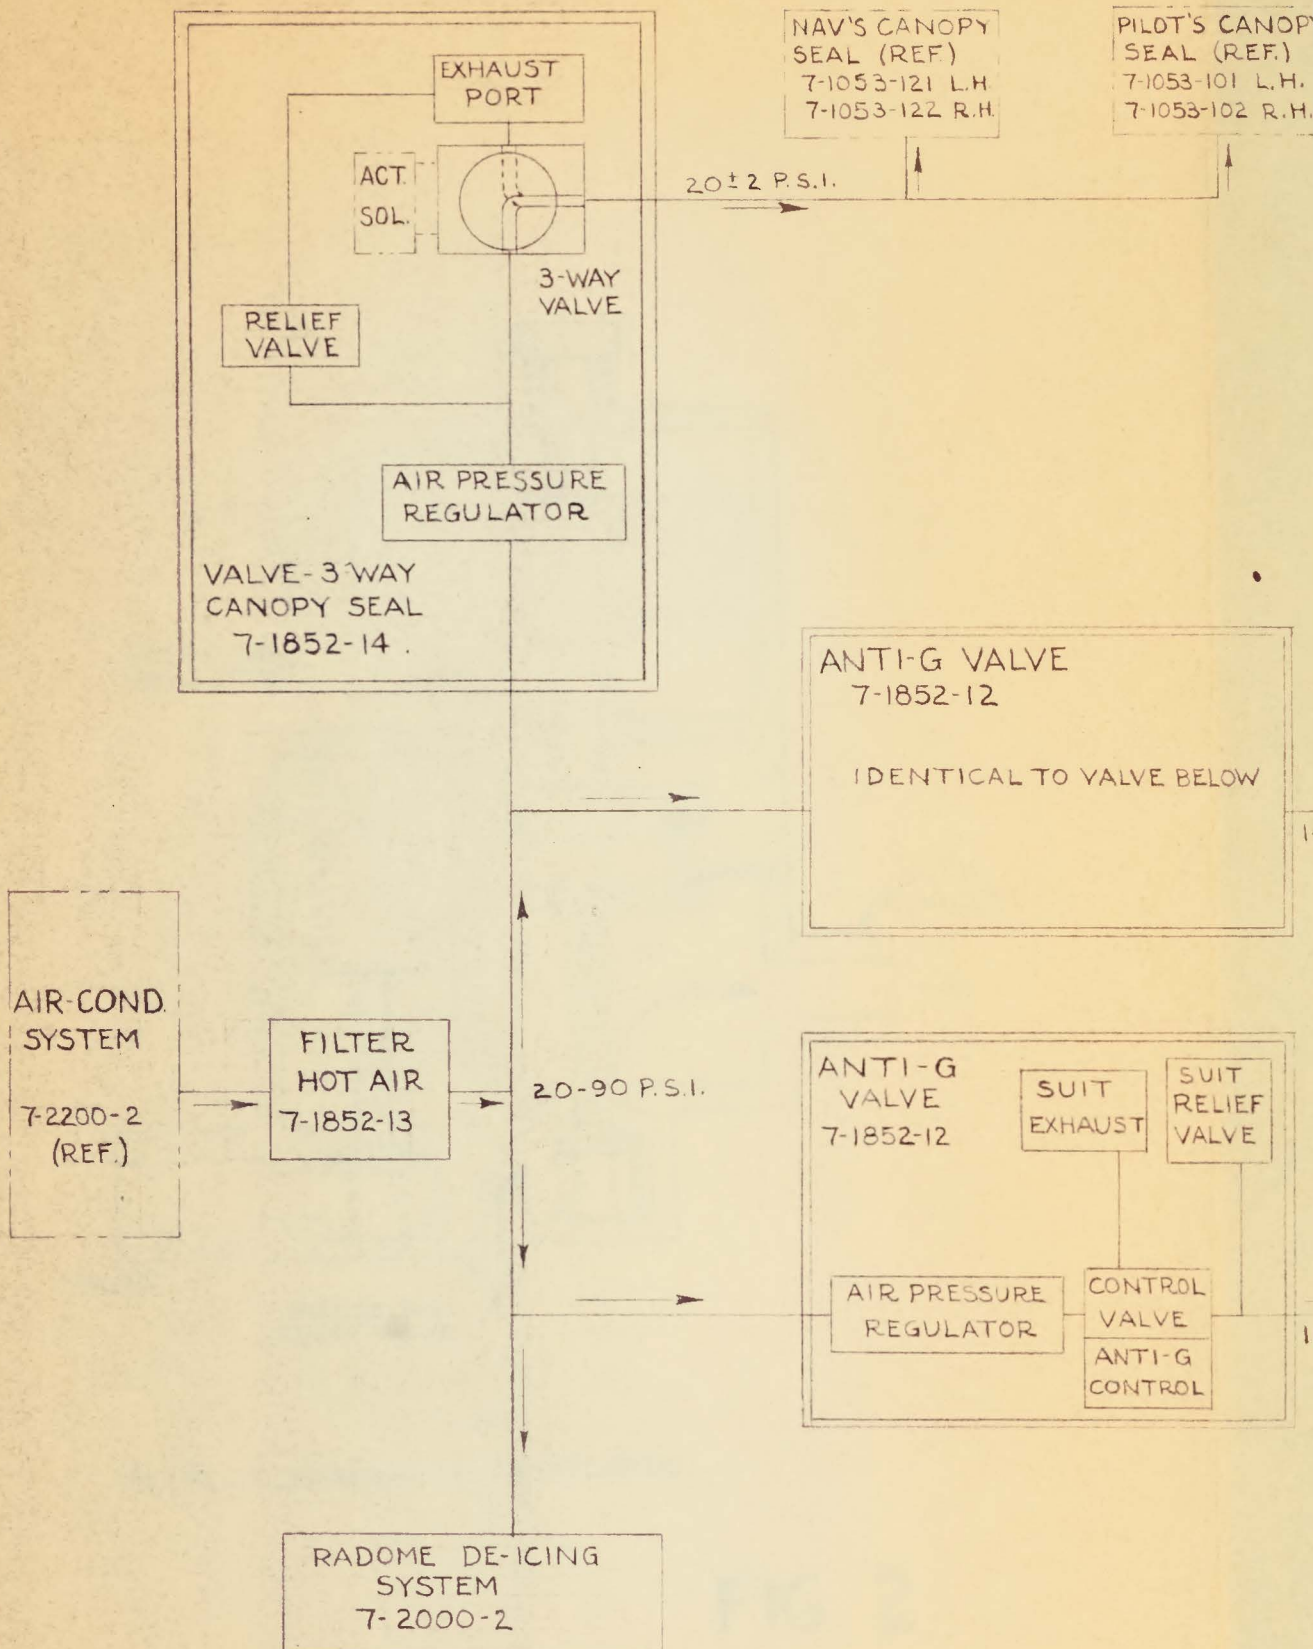 EXHAUST
PORT
ACT.
SOL.
3-WAY
VALVE
RELIEF
VALVE
AIR PRESSURE
REGULATOR
VALVE-3 WAY
CANOPY SEAL
7-1852-14.
20±2 P.S.I.
NAV'S CANOPY
SEAL (REF.)
7-1053-121 L.H.
7-1053-122 R.H.
PILOT'S CANOPY
SEAL (REF.)
7-1053-101 L.H.
7-1053-102 R.H.
ANTI-G VALVE
7-1852-12
IDENTICAL TO VALVE BELOW
AIR-COND.
SYSTEM
7-2200-2
(REF.)
FILTER
HOT AIR
7-1852-13
20-90 P.S.I.
ANTI-G
VALVE
7-1852-12
SUIT
EXHAUST
SUIT
RELIEF
VALVE
AIR PRESSURE
REGULATOR
CONTROL
VALVE
ANTI-G
CONTROL
RADOME DE-ICING
SYSTEM
7-2000-2